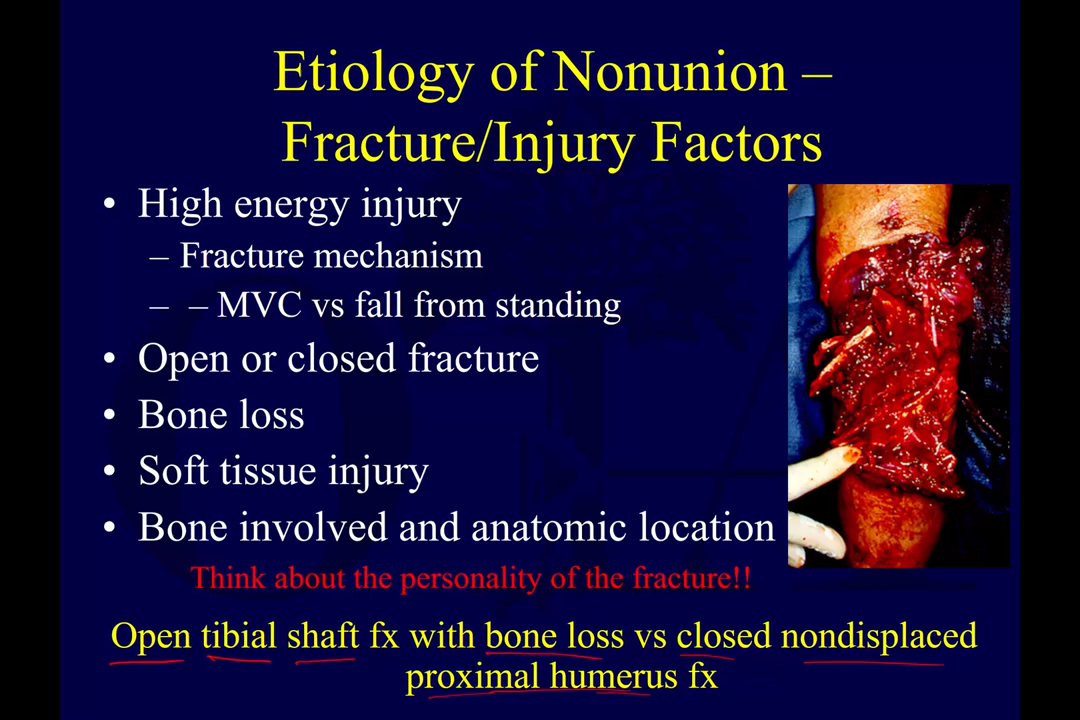 Etiology of Nonunion –
Fracture/Injury Factors
• High energy injury
– Fracture mechanism
– – MVC vs fall from standing
• Open or closed fracture
• Bone loss
• Soft tissue injury
• Bone involved and anatomic location
Think about the personality of the fracture!!
Open tibial shaft fx with bone loss vs closed nondisplaced
proximal humerus fx